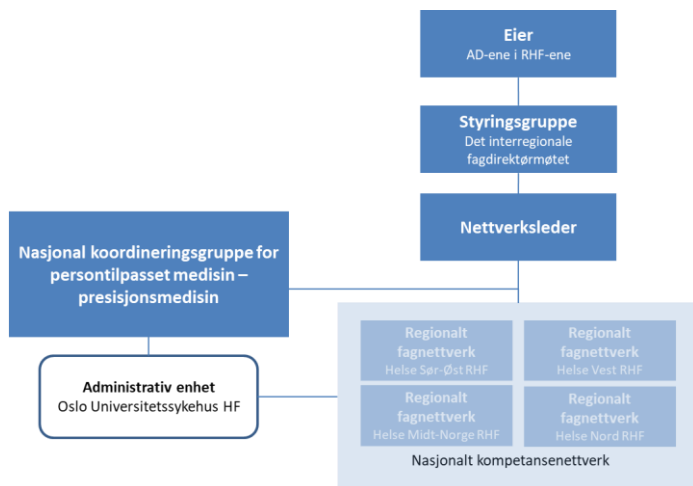 Eier
AD-ene i RHF-ene
Styringsgruppe
Det interregionale
fagdirektørmøtet
Nettverksleder
Nasjonal koordineringsgruppe for
persontilpasset medisin –
presisjonsmedisin
Administrativ enhet
Oslo Universitetssykehus HF
Regionalt
fagnettverk
Helse Sør-Øst RHF
Regionalt
fagnettverk
Helse Vest RHF
Regionalt
fagnettverk
Helse Midt-Norge RHF
Regionalt
fagnettverk
Helse Nord RHF
Nasjonalt kompetansenettverk